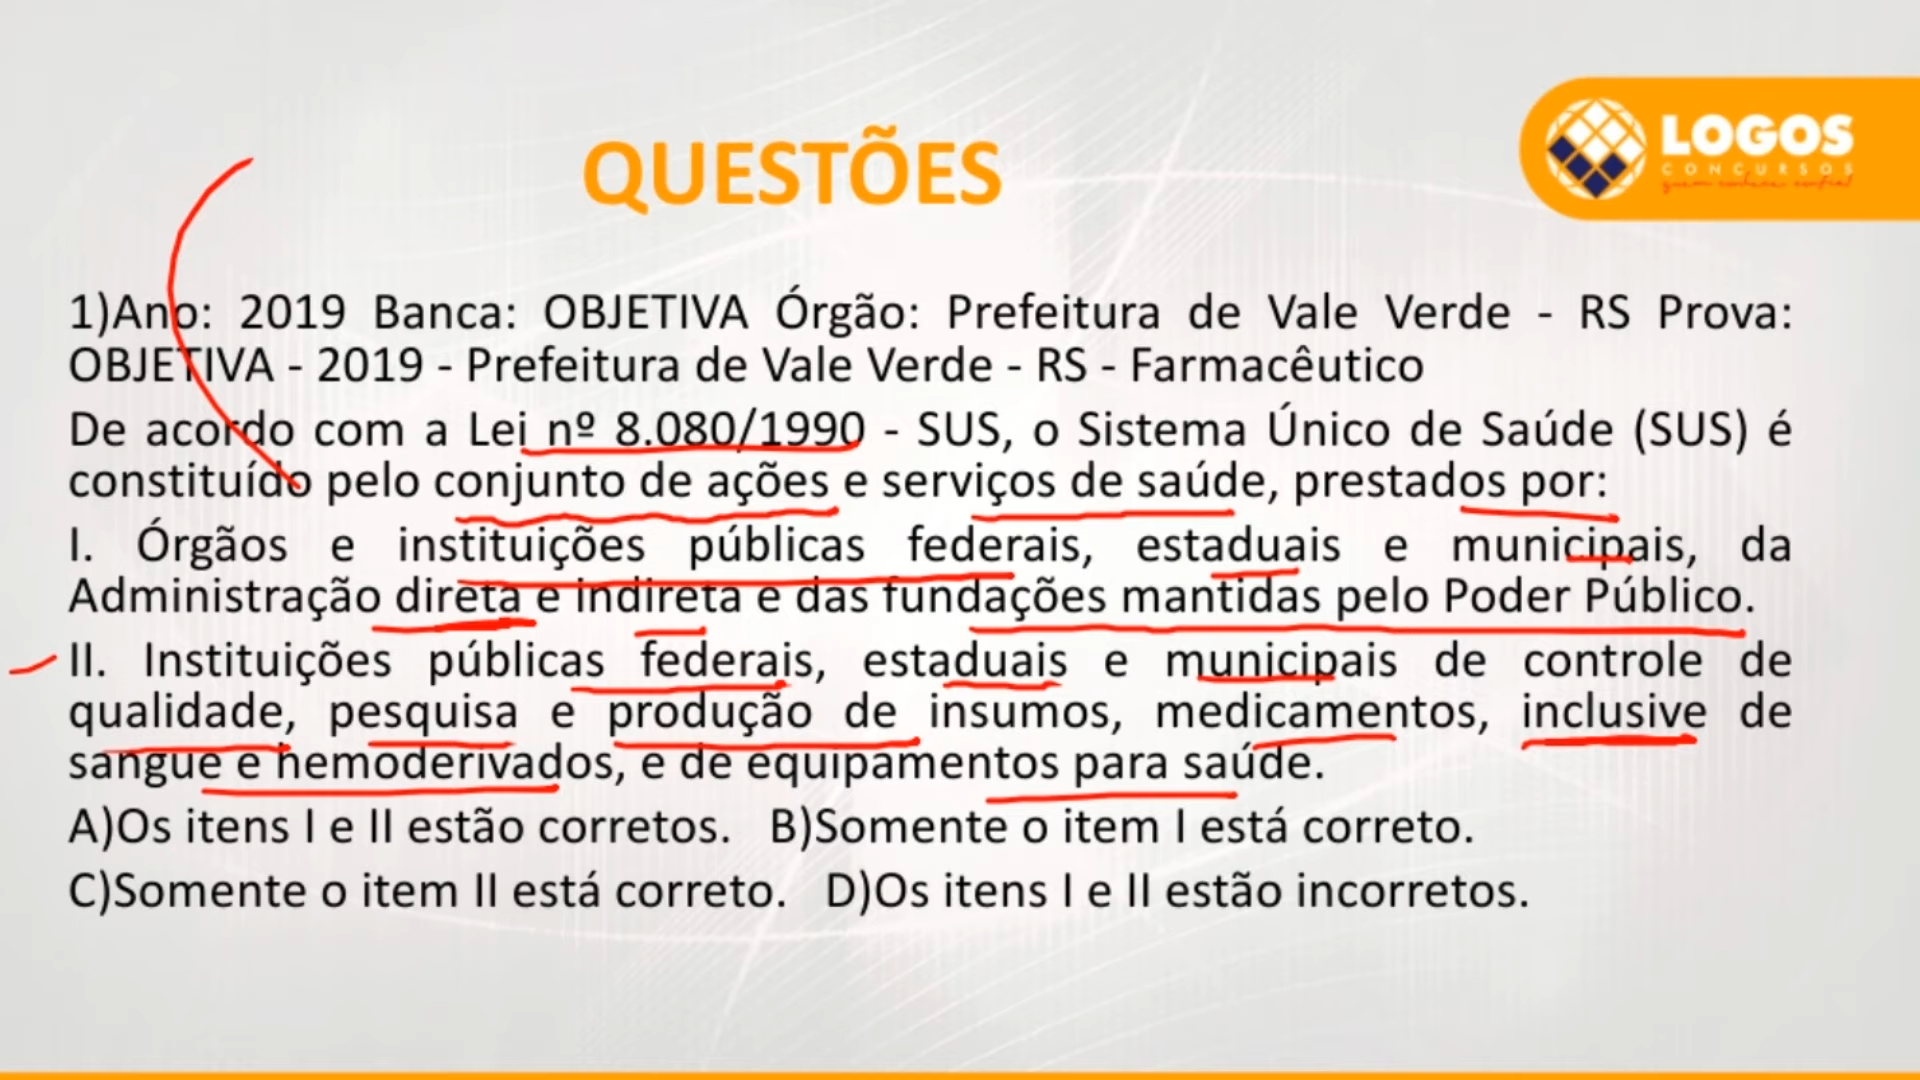 QUESTÕES
LOGOS
CONCURSOS
1)Ano: 2019 Banca: OBJETIVA Órgão: Prefeitura de Vale Verde - RS Prova:
OBJETIVA - 2019 - Prefeitura de Vale Verde - RS - Farmacêutico
De acordo com a Lei nº 8.080/1990 - SUS, o Sistema Único de Saúde (SUS) é
constituído pelo conjunto de ações e serviços de saúde, prestados por:
I. Órgãos e instituições públicas federais, estaduais e municipais, da
Administração direta e indireta e das fundações mantidas pelo Poder Público.
II. Instituições públicas federais, estaduais e municipais de controle de
qualidade, pesquisa e produção de insumos, medicamentos, inclusive de
sangue e hemoderivados, e de equipamentos para saúde.
A)Os itens I e II estão corretos. B)Somente o item I está correto.
C)Somente o item II está correto. D)Os itens I e II estão incorretos.